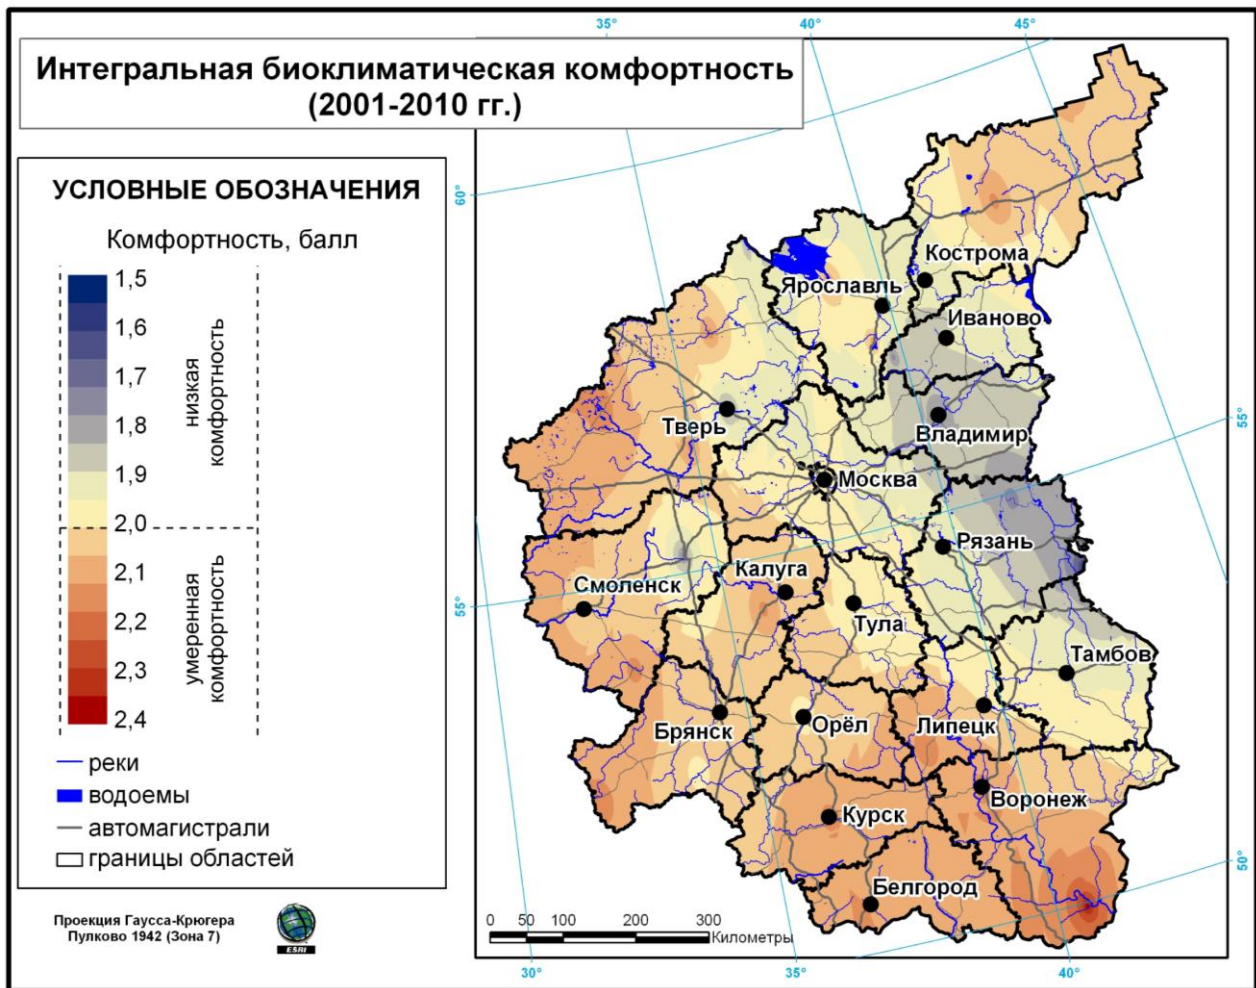 35°
40°
45°
Интегральная биоклиматическая комфортность
(2001-2010 гг.)
60°
УСЛОВНЫЕ ОБОЗНАЧЕНИЯ
Комфортность, балл
1,5
1,6
1,7
1,8
1,9
2,0
2,1
2,2
2,3
2,4
низкая
комфортность
умеренная
комфортность
реки
водоемы
автомагистрали
границы областей
Проекция Гаусса-Крюгера
Пулково 1942 (Зона 7)
ESRI
Кострома
Ярославль
Иваново
Тверь
Владимир
55°
Москва
Рязань
Калуга
Смоленск
55°
Тула
Тамбов
Брянск
Орёл
Липецк
Воронеж
Курск
50°
Белгород
0 50 100 200 300
Километры
30°
35°
40°